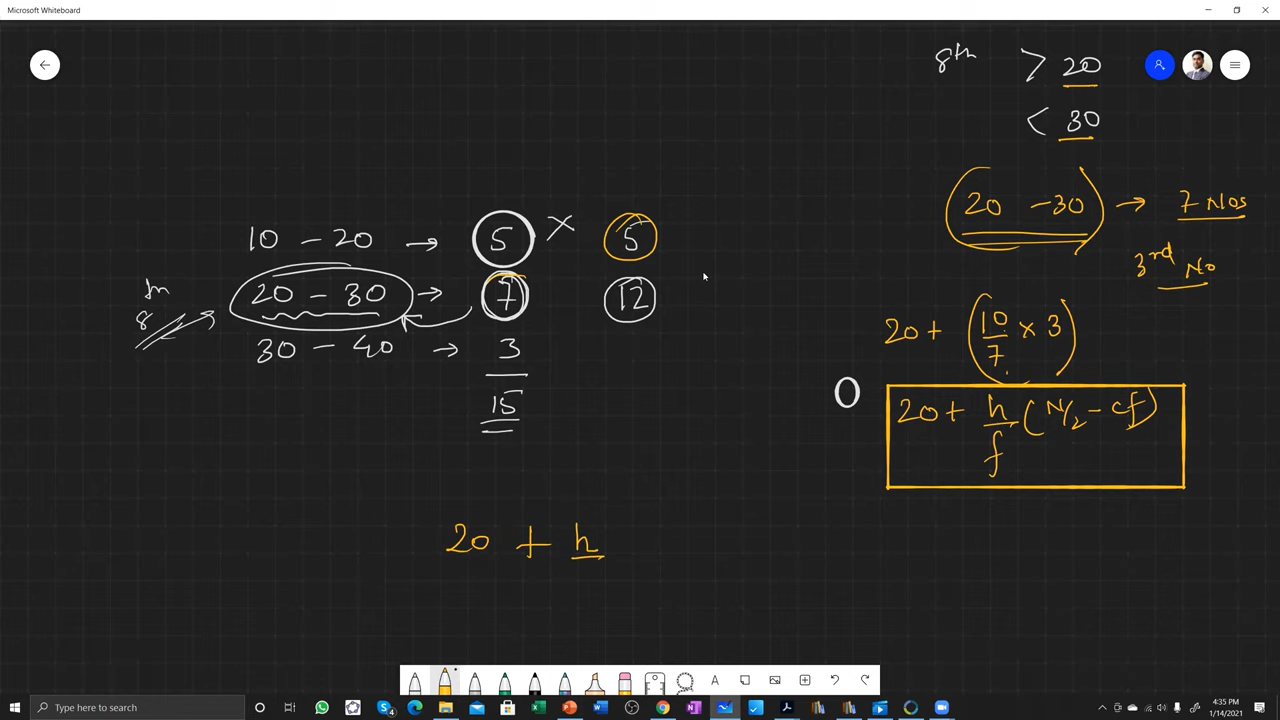 Microsoft Whiteboard
8th > 20
< 30
20 - 30 → 7 Nos
3rd No
10 - 20 → 5 × 5
20 - 30 → 7 12
8
30 - 40 → 3
15
20 + (10/7 × 3)
20 + h/f (N/2 - cf)
20 + h
Type here to search
4:35 PM
1/14/2021